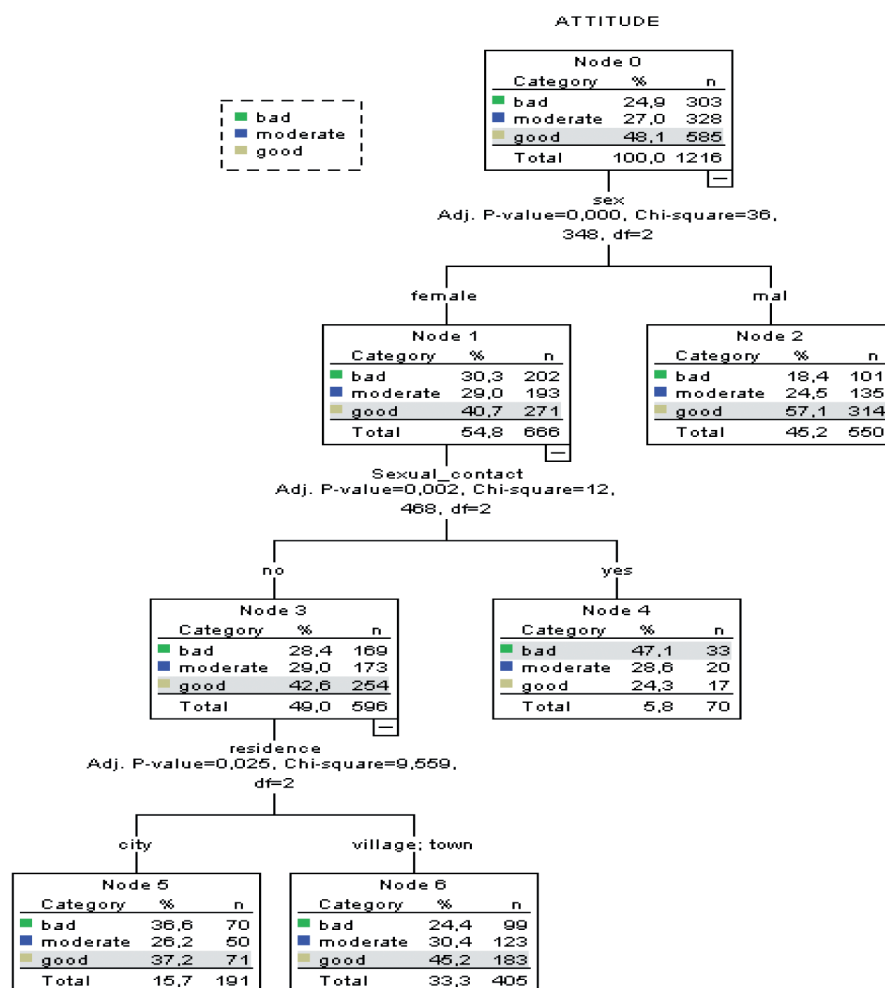 ATTITUDE
bad
moderate
good
Node 0
Category % n
bad 24,9 303
moderate 27,0 328
good 48,1 585
Total 100,0 1216
sex
Adj. P-value=0,000, Chi-square=36,
348, df=2
female
mal
Node 1
Category % n
bad 30,3 202
moderate 29,0 193
good 40,7 271
Total 54,8 666
Node 2
Category % n
bad 18,4 101
moderate 24,5 135
good 57,1 314
Total 45,2 550
Sexual_contact
Adj. P-value=0,002, Chi-square=12,
468, df=2
no
yes
Node 3
Category % n
bad 28,4 169
moderate 29,0 173
good 42,6 254
Total 49,0 596
Node 4
Category % n
bad 47,1 33
moderate 28,6 20
good 24,3 17
Total 5,8 70
residence
Adj. P-value=0,025, Chi-square=9,559,
df=2
city
village; town
Node 5
Category % n
bad 36,6 70
moderate 26,2 50
good 37,2 71
Total 15,7 191
Node 6
Category % n
bad 24,4 99
moderate 30,4 123
good 45,2 183
Total 33,3 405